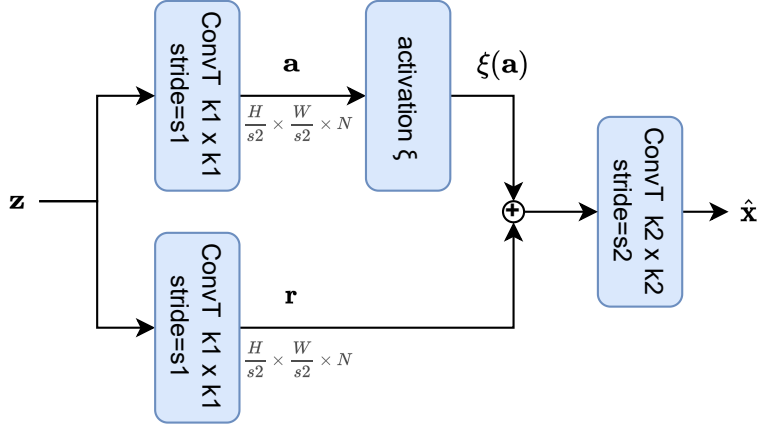 ConvT k1 x k1
stride=s1
a
H/s2 × W/s2 × N
activation ξ
ξ(a)
z
+
ConvT k2 x k2
stride=s2
x̂
ConvT k1 x k1
stride=s1
r
H/s2 × W/s2 × N